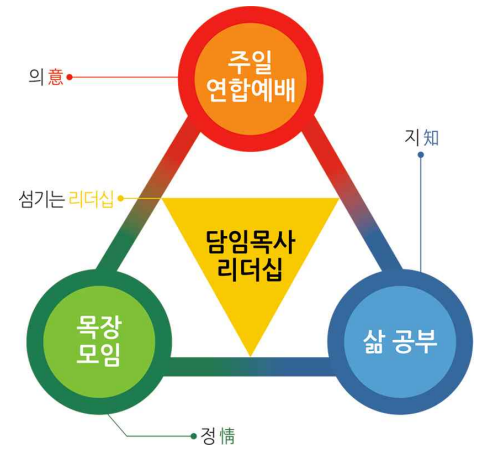 주일
연합예배
의 意
지 知
섬기는 리더십
담임목사
리더십
목장
모임
삶 공부
정 情